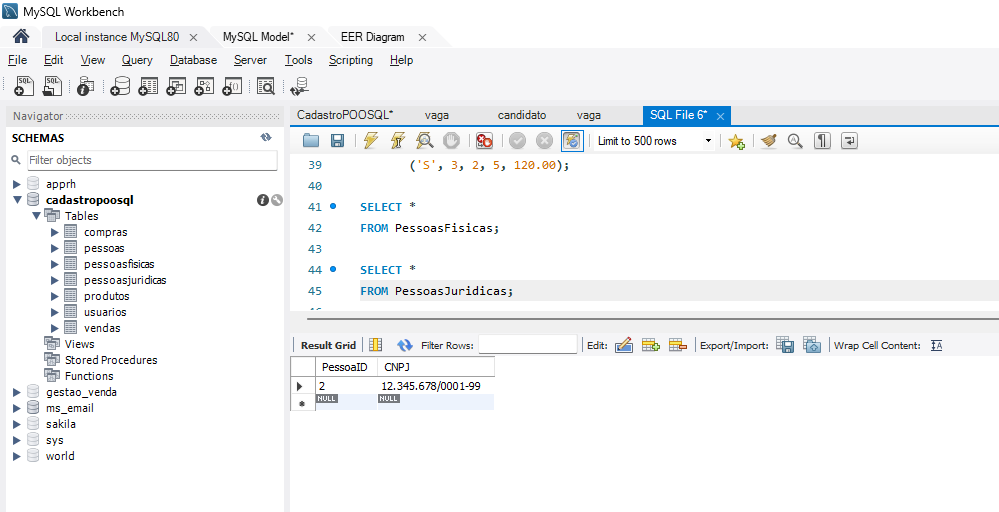 MySQL Workbench
Local instance MySQL80 MySQL Model* EER Diagram
File Edit View Query Database Server Tools Scripting Help
Navigator
SCHEMAS
Filter objects
apprh
cadastropoosql
Tables
compras
pessoas
pessoasfisicas
pessoasjuridicas
produtos
usuarios
vendas
Views
Stored Procedures
Functions
gestao_venda
ms_email
sakila
sys
world
CadastroPOOSQL* vaga candidato vaga SQL File 6*
Limit to 500 rows
39 ('S', 3, 2, 5, 120.00);
40
41 SELECT *
42 FROM PessoasFisicas;
43
44 SELECT *
45 FROM PessoasJuridicas;
Result Grid Filter Rows: Edit: Export/Import: Wrap Cell Content:
PessoaID CNPJ
2 12.345.678/0001-99
NULL NULL